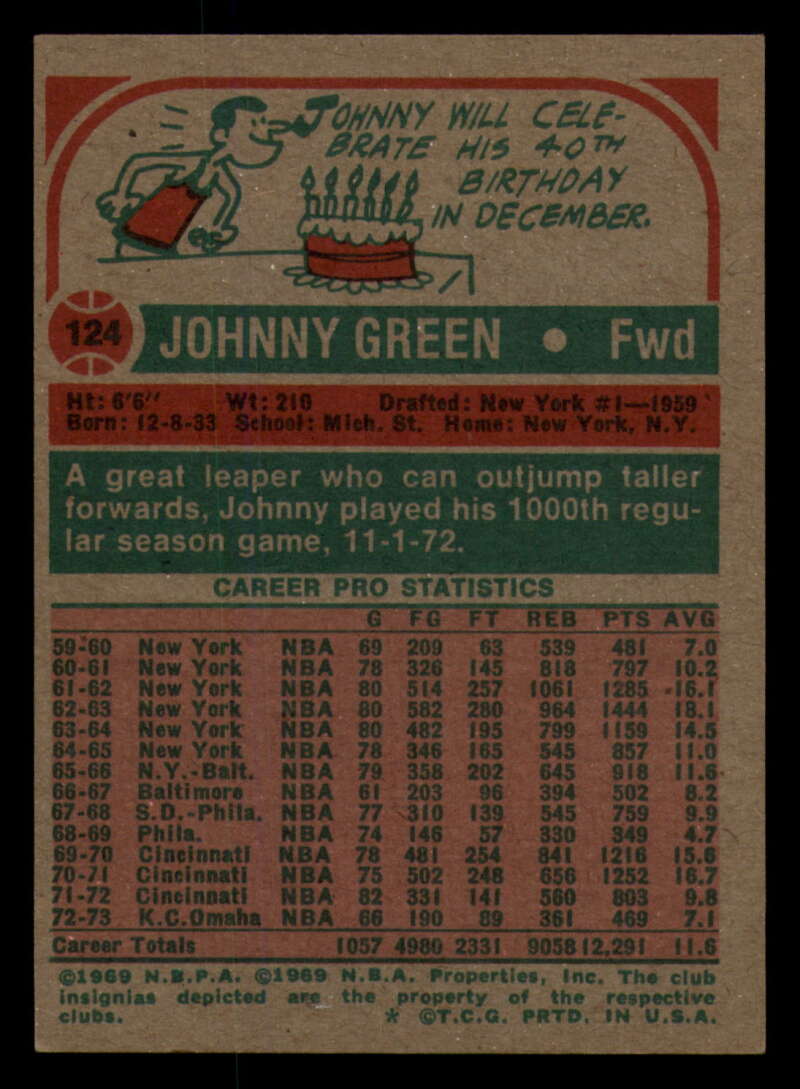 JOHNNY WILL CELE-
BRATE HIS 40TH
BIRTHDAY
IN DECEMBER.
124 JOHNNY GREEN • Fwd
Ht: 6'6" Wt: 210 Drafted: New York #1—1959
Born: 12-8-33 School: Mich. St. Home: New York, N.Y.
A great leaper who can outjump taller
forwards, Johnny played his 1000th regu-
lar season game, 11-1-72.
CAREER PRO STATISTICS
G FG FT REB PTS AVG
59-60 New York NBA 69 209 63 539 481 7.0
60-61 New York NBA 78 326 145 818 797 10.2
61-62 New York NBA 80 514 257 1061 1285 16.1
62-63 New York NBA 80 582 280 964 1444 18.1
63-64 New York NBA 80 482 195 799 1159 14.5
64-65 New York NBA 78 346 165 545 857 11.0
65-66 N.Y.-Balt. NBA 79 358 202 645 918 11.6
66-67 Baltimore NBA 61 203 96 394 502 8.2
67-68 S.D.-Phila. NBA 77 310 139 545 759 9.9
68-69 Phila. NBA 74 146 57 330 349 4.7
69-70 Cincinnati NBA 78 481 254 841 1216 15.6
70-71 Cincinnati NBA 75 502 248 656 1252 16.7
71-72 Cincinnati NBA 82 331 141 560 803 9.8
72-73 K.C.Omaha NBA 66 190 89 361 469 7.1
Career Totals 1057 4980 2331 9058 12,291 11.6
©1969 N.B.P.A. ©1969 N.B.A. Properties, Inc. The club
insignias depicted are the property of the respective
clubs. * ©T.C.G. PRTD. IN U.S.A.